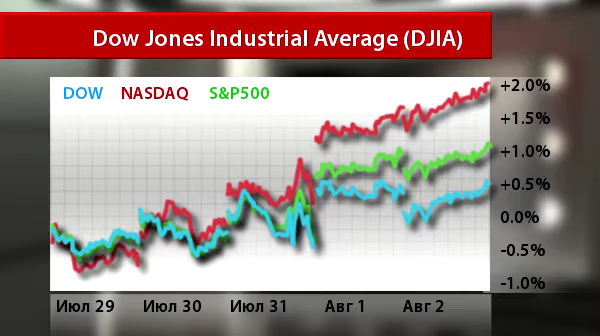 Dow Jones Industrial Average (DJIA)
DOW NASDAQ S&P500
+2.0%
+1.5%
+1.0%
+0.5%
0.0%
-0.5%
-1.0%
Июл 29 Июл 30 Июл 31 Авг 1 Авг 2